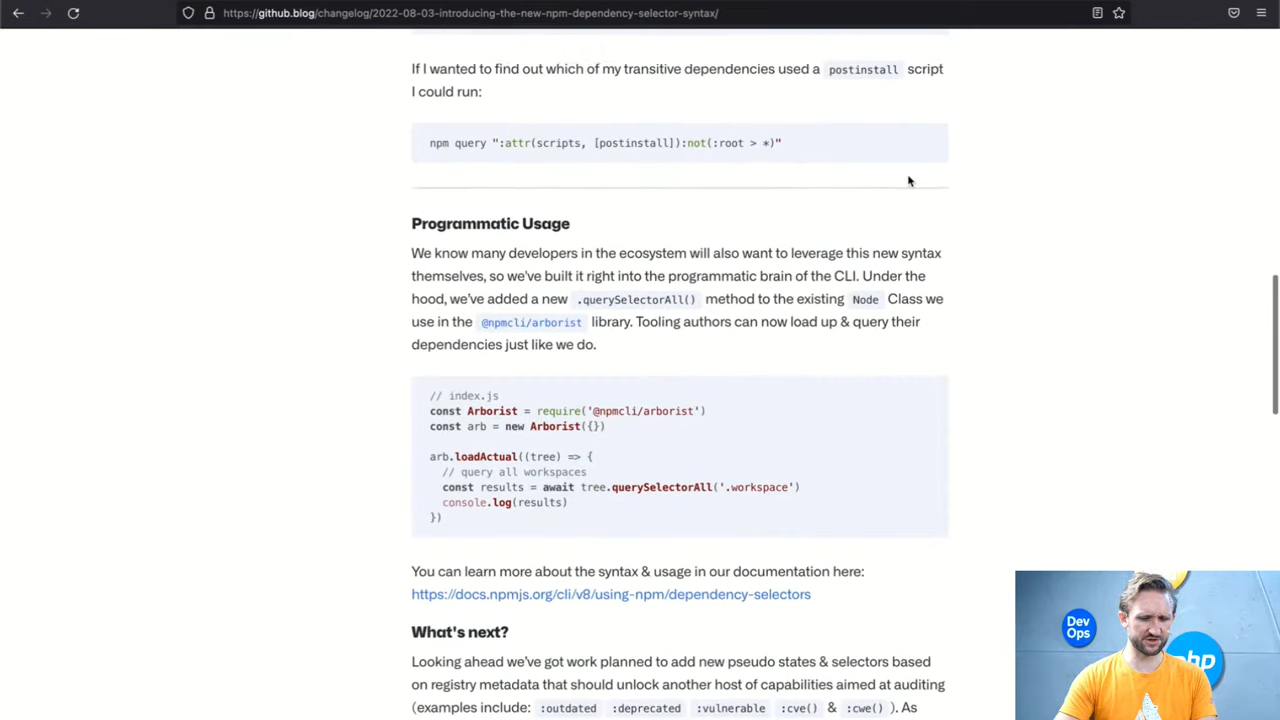 https://github.blog/changelog/2022-08-03-introducing-the-new-npm-dependency-selector-syntax/
If I wanted to find out which of my transitive dependencies used a postinstall script
I could run:
npm query ":attr(scripts, [postinstall]):not(:root > *)"
Programmatic Usage
We know many developers in the ecosystem will also want to leverage this new syntax
themselves, so we've built it right into the programmatic brain of the CLI. Under the
hood, we've added a new .querySelectorAll() method to the existing Node Class we
use in the @npmcli/arborist library. Tooling authors can now load up & query their
dependencies just like we do.
// index.js
const Arborist = require('@npmcli/arborist')
const arb = new Arborist({})
arb.loadActual((tree) => {
// query all workspaces
const results = await tree.querySelectorAll('.workspace')
console.log(results)
})
You can learn more about the syntax & usage in our documentation here:
https://docs.npmjs.org/cli/v8/using-npm/dependency-selectors
What's next?
Looking ahead we've got work planned to add new pseudo states & selectors based
on registry metadata that should unlock another host of capabilities aimed at auditing
(examples include: :outdated :deprecated :vulnerable :cve() & :cwe() ). As
Dev
Ops
php